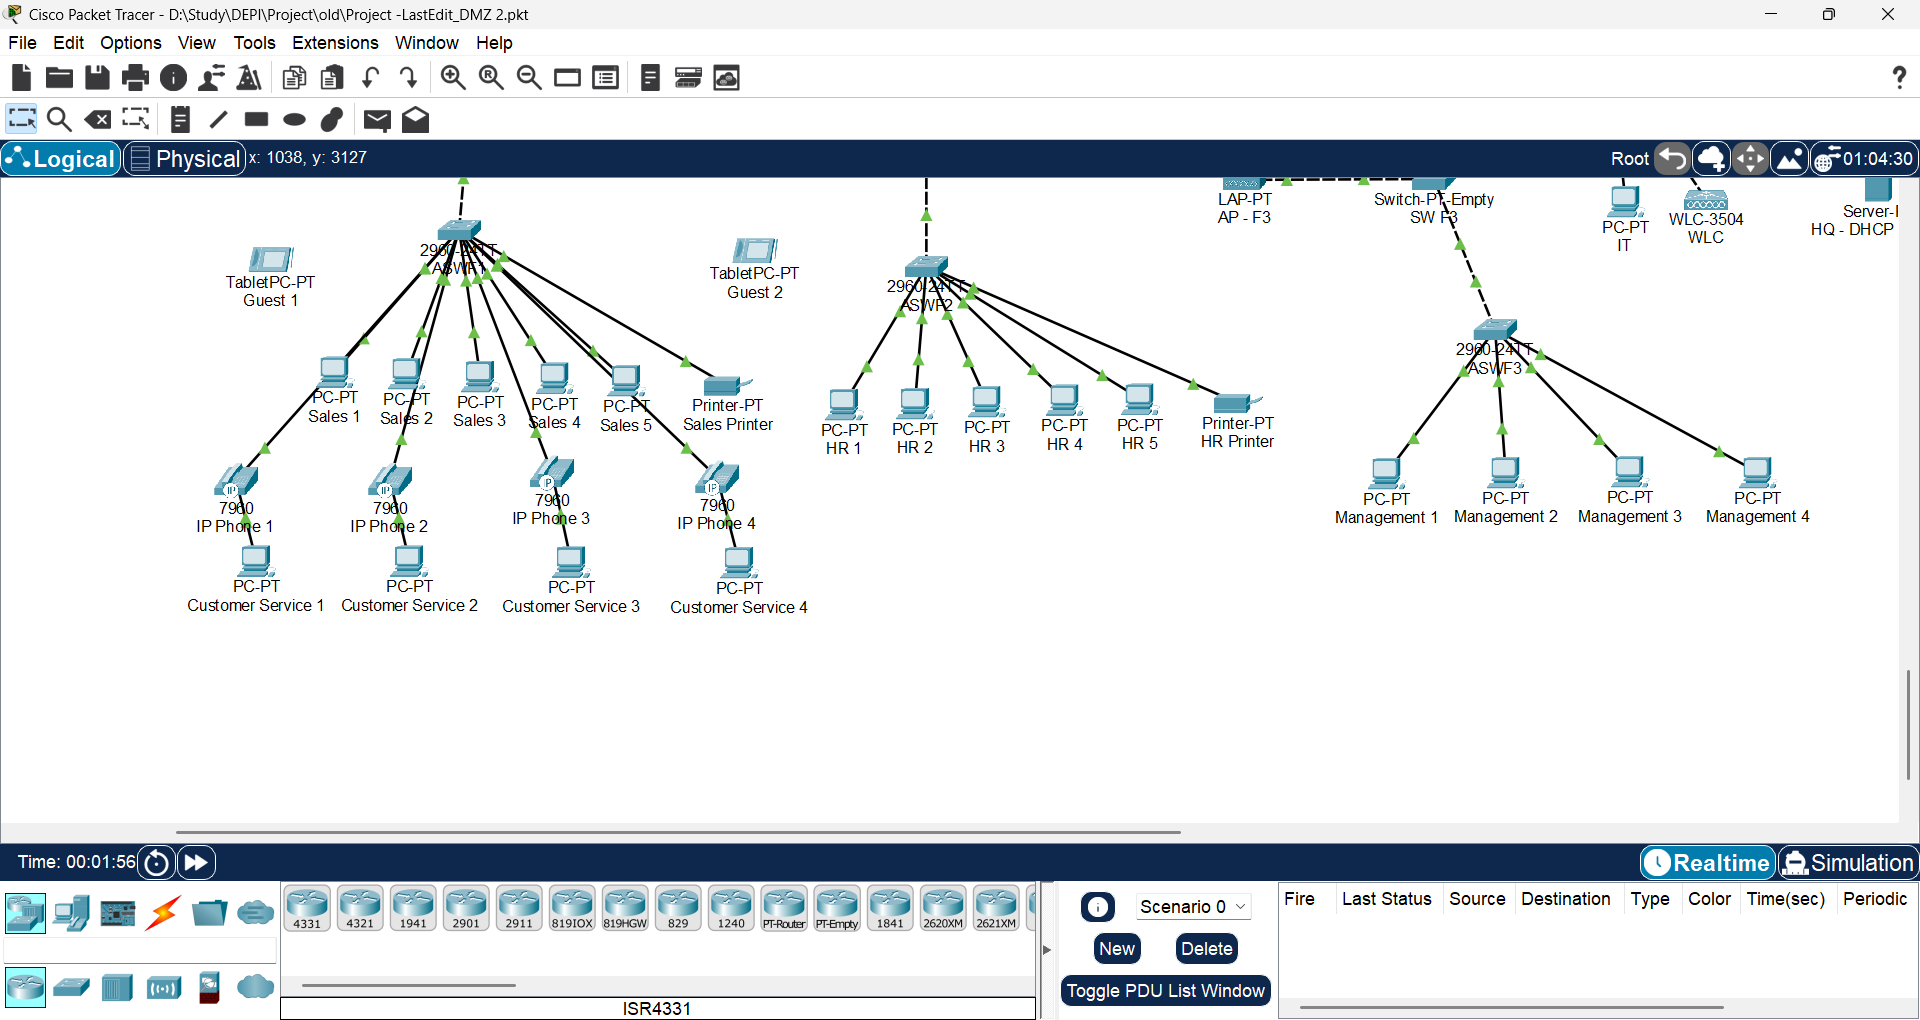 Cisco Packet Tracer - D:\Study\DEPI\Project\old\Project -LastEdit_DMZ 2.pkt
File Edit Options View Tools Extensions Window Help
Logical Physical x: 1038, y: 3127
Root 01:04:30
LAP-PT
AP - F3
Switch-PT-Empty
SW F3
PC-PT
IT
WLC-3504
WLC
Server-
HQ - DHCP
2960-24TT
ASWF1
TabletPC-PT
Guest 1
TabletPC-PT
Guest 2
2960-24TT
ASWF2
2960-24TT
ASWF3
PC-PT
Sales 1
PC-PT
Sales 2
PC-PT
Sales 3
PC-PT
Sales 4
PC-PT
Sales 5
Printer-PT
Sales Printer
PC-PT
HR 1
PC-PT
HR 2
PC-PT
HR 3
PC-PT
HR 4
PC-PT
HR 5
Printer-PT
HR Printer
IP
7960
IP Phone 1
IP
7960
IP Phone 2
IP
7960
IP Phone 3
IP
7960
IP Phone 4
PC-PT
Management 1
PC-PT
Management 2
PC-PT
Management 3
PC-PT
Management 4
PC-PT
Customer Service 1
PC-PT
Customer Service 2
PC-PT
Customer Service 3
PC-PT
Customer Service 4
Time: 00:01:56
Realtime Simulation
4331 4321 1941 2901 2911 819IOX 819HGW 829 1240 PT-Router PT-Empty 1841 2620XM 2621XM
ISR4331
Scenario 0
New Delete
Toggle PDU List Window
Fire Last Status Source Destination Type Color Time(sec) Periodic